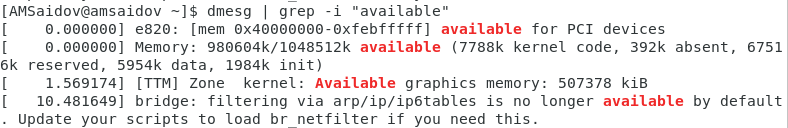 [AMSaidov@amsaidov ~]$ dmesg | grep -i "available"
[    0.000000] e820: [mem 0x40000000-0xfebfffff] available for PCI devices
[    0.000000] Memory: 980604k/1048512k available (7788k kernel code, 392k absent, 6751
6k reserved, 5954k data, 1984k init)
[    1.569174] [TTM] Zone  kernel: Available graphics memory: 507378 kiB
[   10.481649] bridge: filtering via arp/ip/ip6tables is no longer available by default
. Update your scripts to load br_netfilter if you need this.